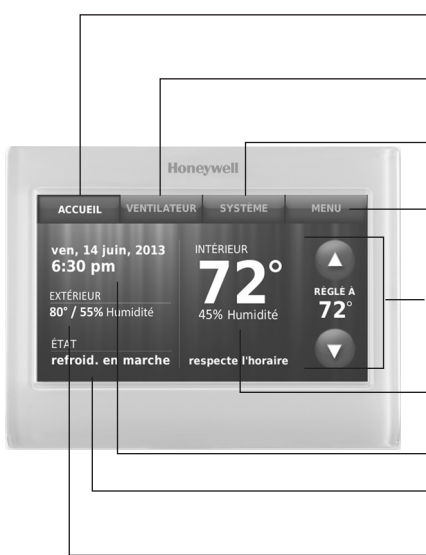 Honeywell
ACCUEIL
VENTILATEUR
SYSTÈME
MENU
ven, 14 juin, 2013
6:30 pm
EXTÉRIEUR
80° / 55% Humidité
ÉTAT
refroid. en marche
INTÉRIEUR
72°
45% Humidité
respecte l'horaire
RÉGLÉ À
72°